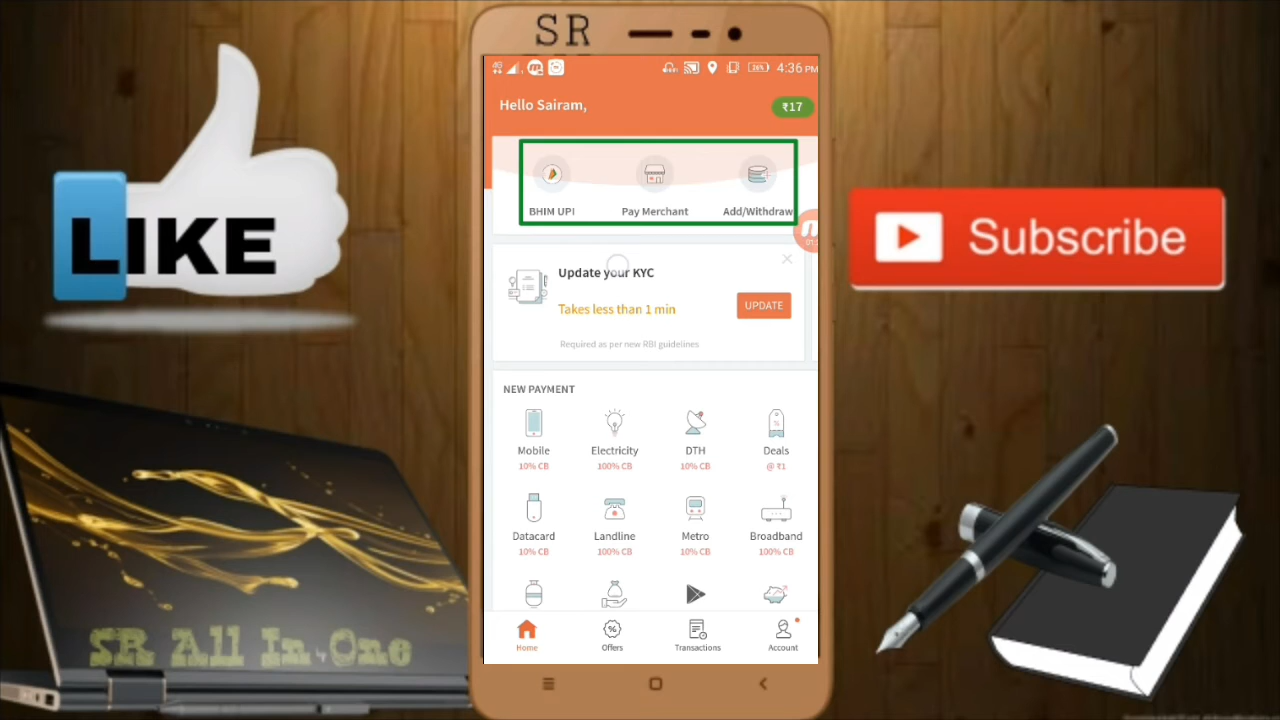 SR
4G
26%
4:36 PM
Hello Sairam,
₹17
BHIM UPI
Pay Merchant
Add/Withdraw
LIKE
Subscribe
Update your KYC
Takes less than 1 min
UPDATE
Required as per new RBI guidelines
NEW PAYMENT
Mobile
Electricity
DTH
Deals
10% CB
100% CB
10% CB
@ ₹1
Datacard
Landline
Metro
Broadband
10% CB
100% CB
10% CB
100% CB
Home
Offers
Transactions
Account
SR All In One